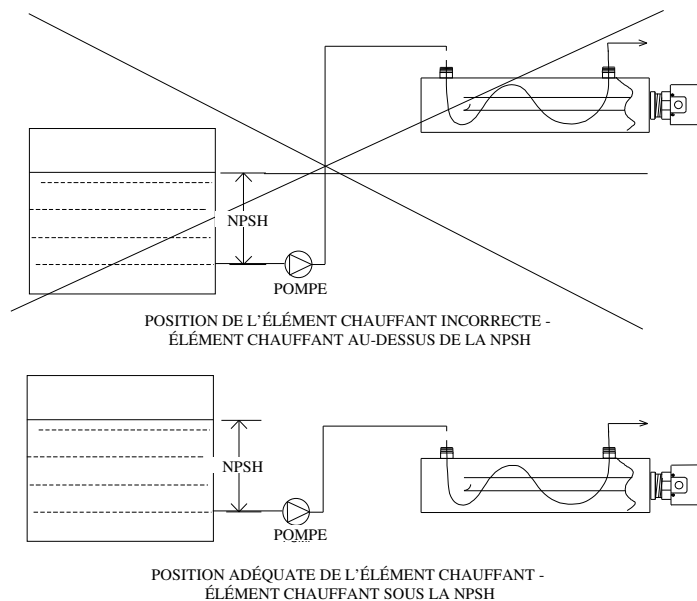 NPSH
POMPE
POSITION DE L'ÉLÉMENT CHAUFFANT INCORRECTE -
ÉLÉMENT CHAUFFANT AU-DESSUS DE LA NPSH
NPSH
POMPE
POSITION ADÉQUATE DE L'ÉLÉMENT CHAUFFANT -
ÉLÉMENT CHAUFFANT SOUS LA NPSH